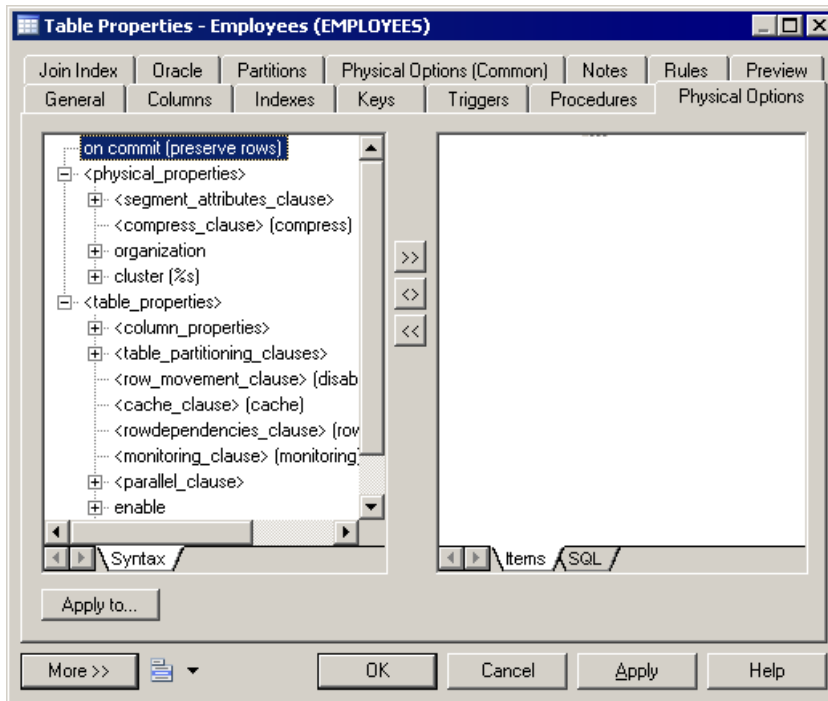 Table Properties - Employees (EMPLOYEES)
Join Index Oracle Partitions Physical Options (Common) Notes Rules Preview
General Columns Indexes Keys Triggers Procedures Physical Options
on commit (preserve rows)
<physical_properties>
<segment_attributes_clause>
<compress_clause> (compress)
organization
cluster (%s)
<table_properties>
<column_properties>
<table_partitioning_clauses>
<row_movement_clause> (disab
<cache_clause> (cache)
<rowdependencies_clause> (row
<monitoring_clause> (monitoring
<parallel_clause>
enable
>>
<>
<<
Syntax
Items SQL
Apply to...
More >> OK Cancel Apply Help